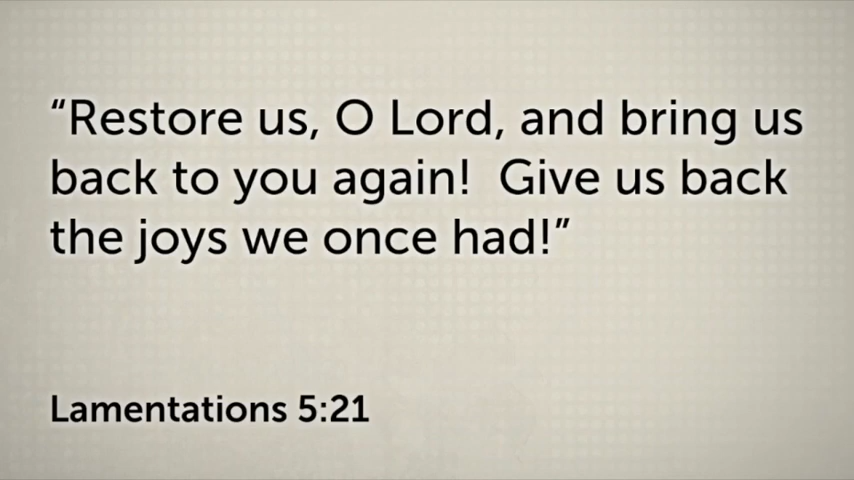 “Restore us, O Lord, and bring us
back to you again!  Give us back
the joys we once had!”
Lamentations 5:21